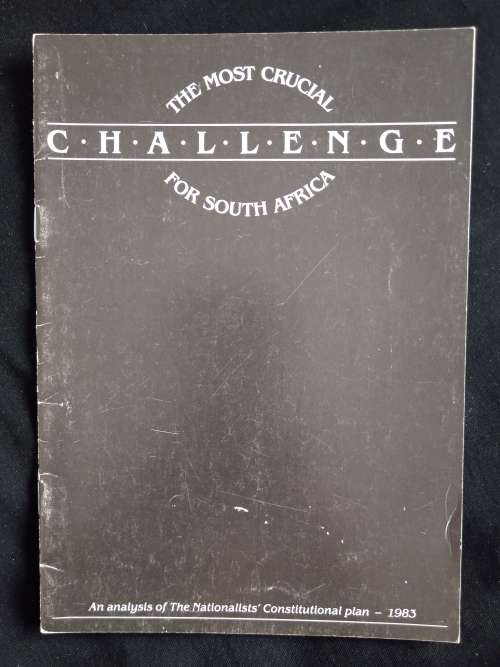 THE MOST CRUCIAL
C·H·A·L·L·E·N·G·E
FOR SOUTH AFRICA
An analysis of The Nationalists' Constitutional plan – 1983